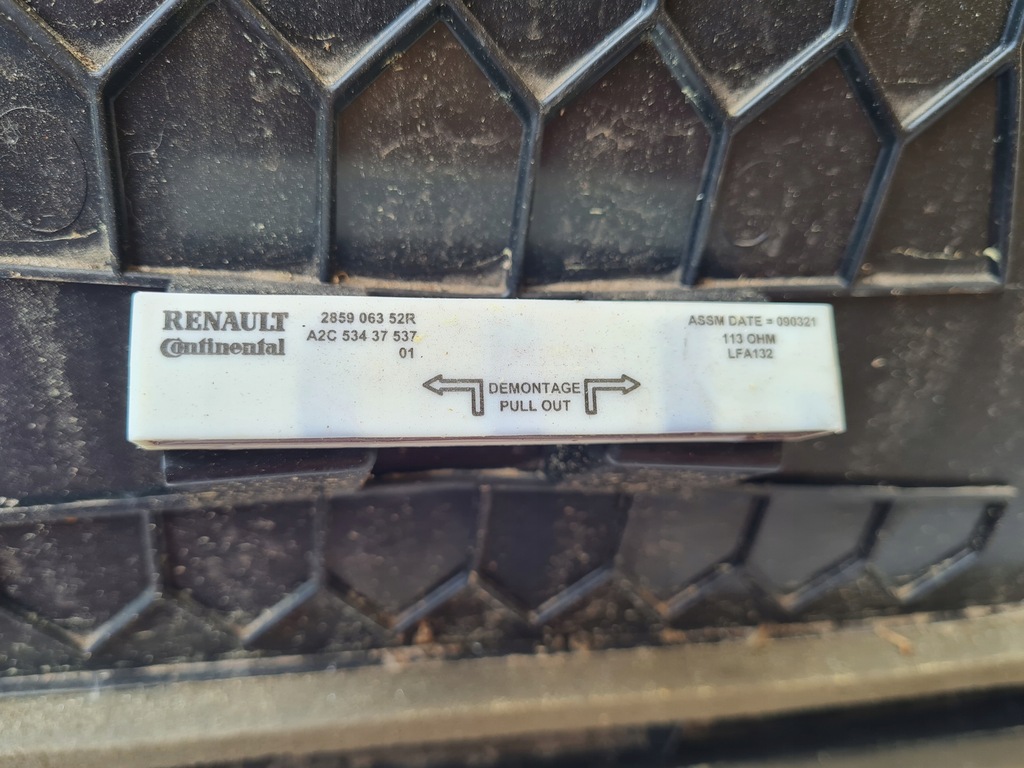 RENAULT
Continental
2859 063 52R
A2C 534 37 537
01
DEMONTAGE
PULL OUT
ASSM DATE = 090321
113 OHM
LFA132